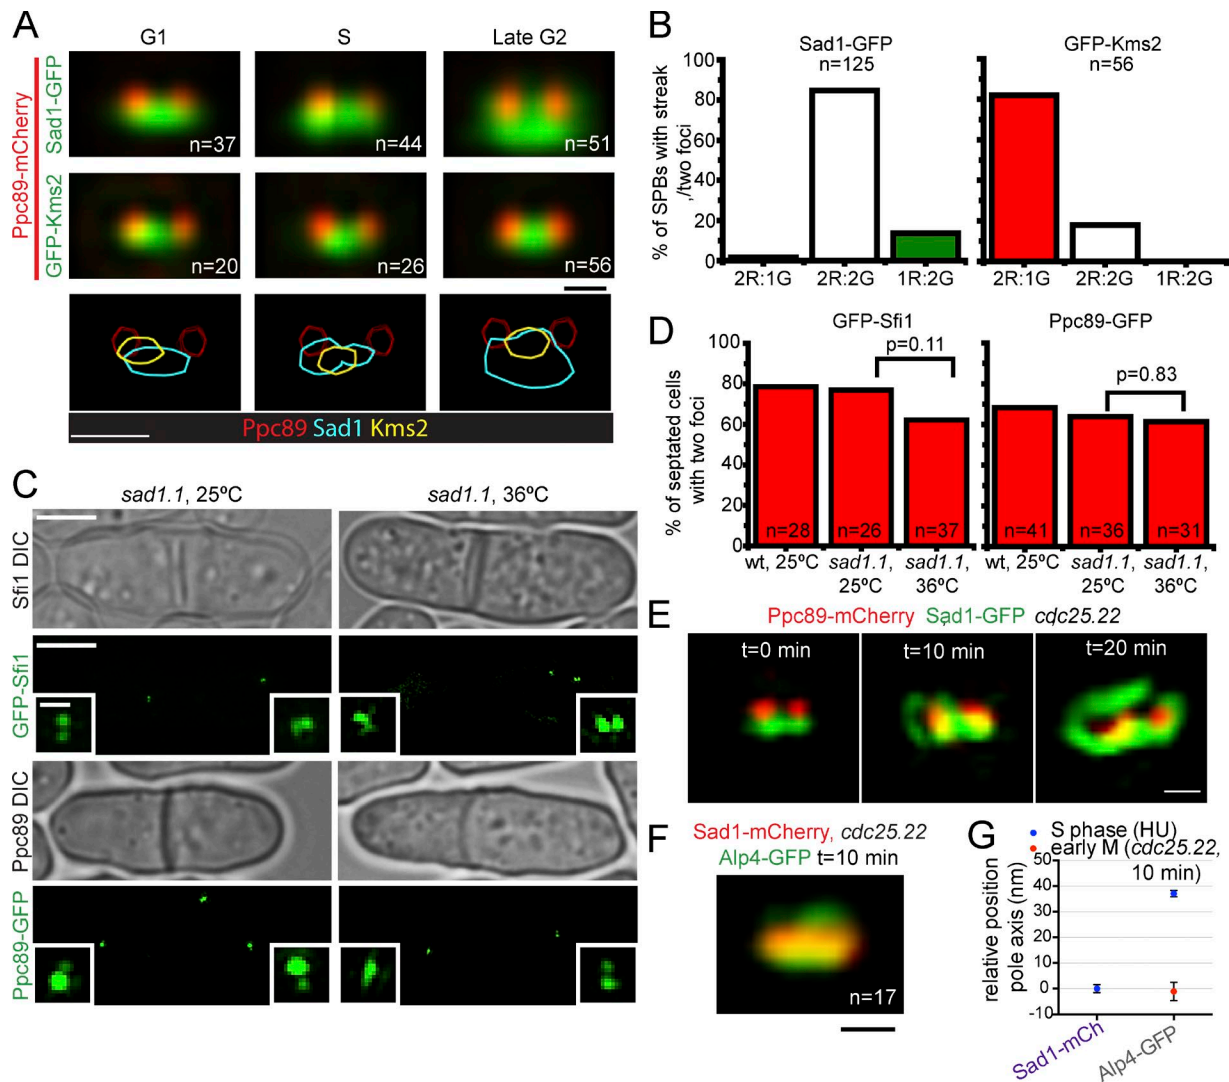 A
G1
S
Late G2
Ppc89-mCherry
Sad1-GFP
n=37
n=44
n=51
GFP-Kms2
n=20
n=26
n=56
Ppc89 Sad1 Kms2
B
Sad1-GFP
n=125
GFP-Kms2
n=56
% of SPBs with streak
/two foci
100
80
60
40
20
0
2R:1G
2R:2G
1R:2G
2R:1G
2R:2G
1R:2G
C
sad1.1, 25ºC
sad1.1, 36ºC
Sfi1 DIC
GFP-Sfi1
Ppc89 DIC
Ppc89-GFP
D
GFP-Sfi1
Ppc89-GFP
p=0.11
p=0.83
% of septated cells
with two foci
100
80
60
40
20
0
n=28
n=26
n=37
n=41
n=36
n=31
wt, 25ºC
sad1.1,
25ºC
sad1.1,
36ºC
wt, 25ºC
sad1.1,
25ºC
sad1.1,
36ºC
E
Ppc89-mCherry Sad1-GFP cdc25.22
t=0 min
t=10 min
t=20 min
F
Sad1-mCherry, cdc25.22
Alp4-GFP t=10 min
n=17
G
S phase (HU)
early M (cdc25.22,
10 min)
relative position
pole axis (nm)
50
40
30
20
10
0
-10
Sad1-mCh
Alp4-GFP